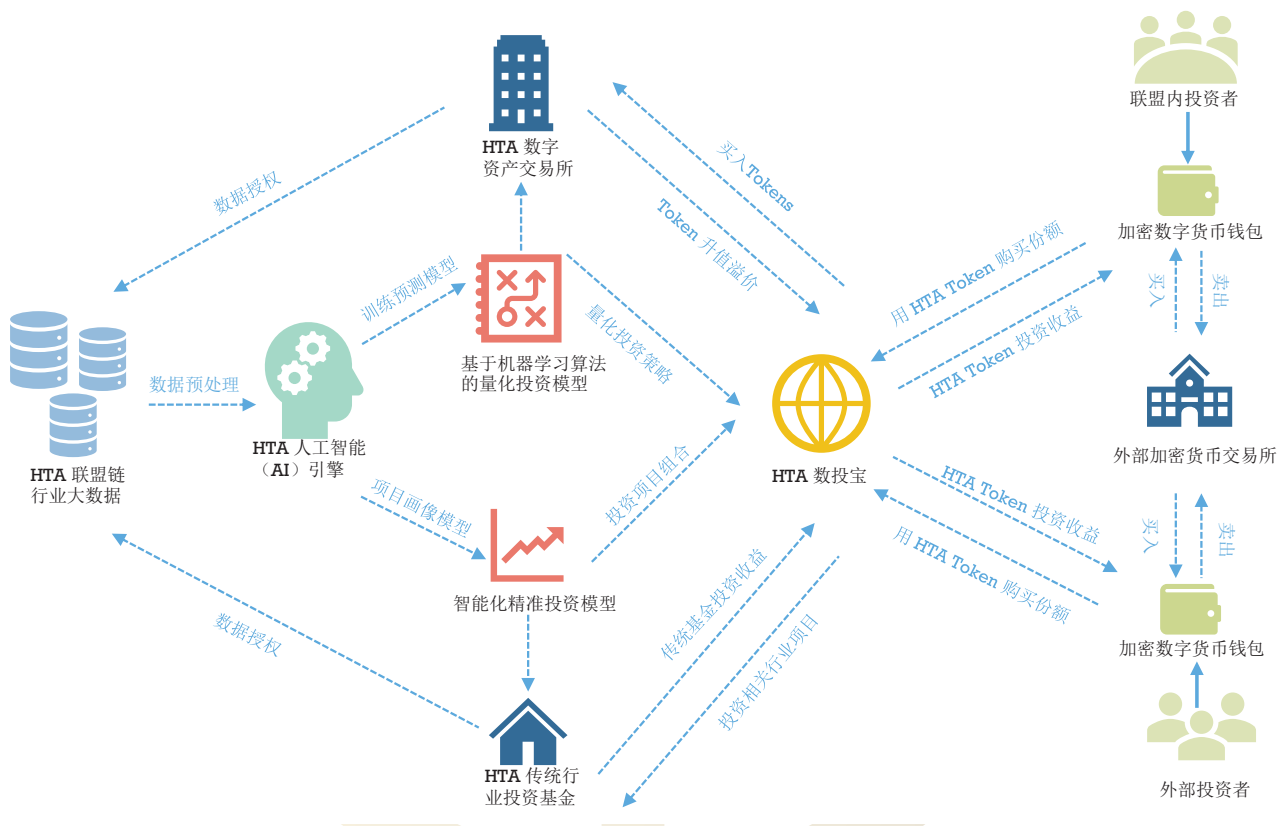 联盟内投资者
HTA 数字
资产交易所
买入Tokens
数据授权
Token 升值溢价
加密数字货币钱包
用 HTA Token 购买份额
训练预测模型
买入
卖出
量化投资策略
HTA Token 投资收益
基于机器学习算法
的量化投资模型
数据预处理
HTA 人工智能
（AI）引擎
外部加密货币交易所
HTA 联盟链
行业大数据
HTA 数投宝
投资项目组合
项目画像模型
HTA Token 投资收益
买入
卖出
用 HTA Token 购买份额
智能化精准投资模型
传统基金投资收益
数据授权
投资相关行业项目
加密数字货币钱包
HTA 传统行
业投资基金
外部投资者